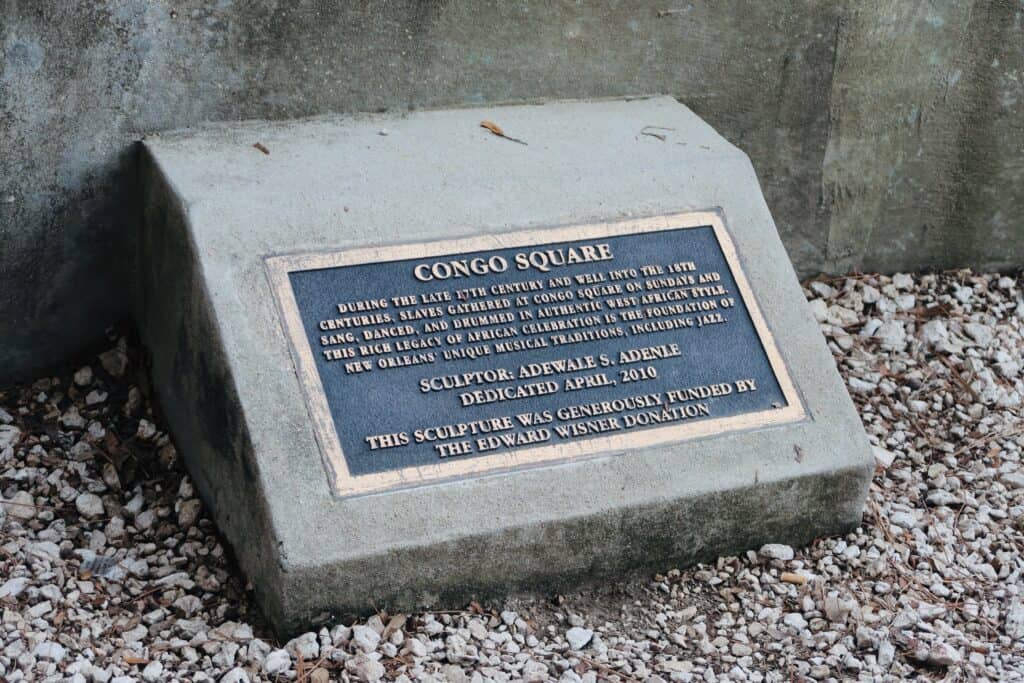 CONGO SQUARE
DURING THE LATE 17TH CENTURY AND WELL INTO THE 18TH
CENTURIES, SLAVES GATHERED AT CONGO SQUARE ON SUNDAYS AND
SANG, DANCED, AND DRUMMED IN AUTHENTIC WEST AFRICAN STYLE.
THIS RICH LEGACY OF AFRICAN CELEBRATION IS THE FOUNDATION OF
NEW ORLEANS' UNIQUE MUSICAL TRADITIONS, INCLUDING JAZZ.
SCULPTOR: ADEWALE S. ADENLE
DEDICATED APRIL, 2010
THIS SCULPTURE WAS GENEROUSLY FUNDED BY
THE EDWARD WISNER DONATION